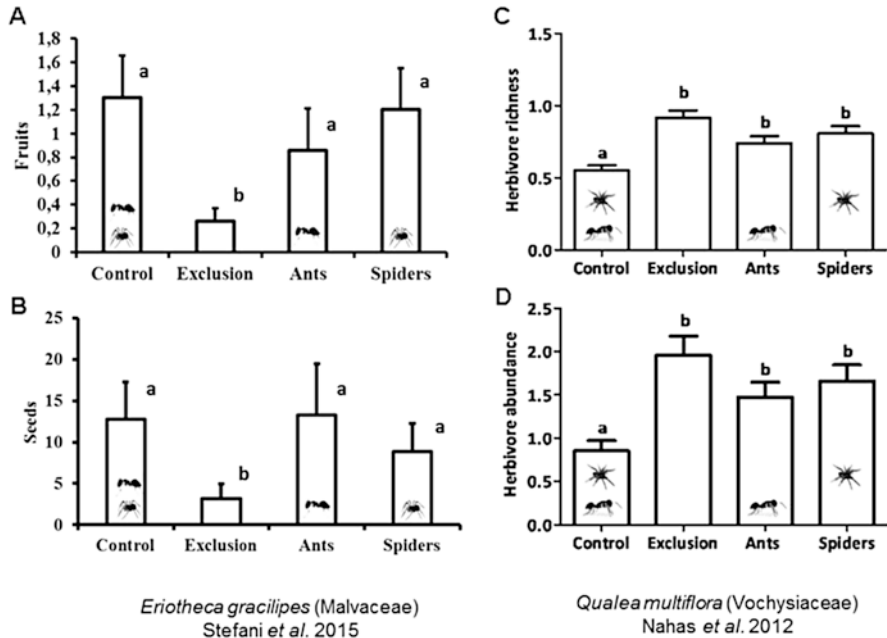 A
1,8
1,6
1,4
1,2
1
0,8
0,6
0,4
0,2
0
Fruits
a
b
a
a
Control Exclusion Ants Spiders
B
25
20
15
10
5
0
Seeds
a
b
a
a
Control Exclusion Ants Spiders
Eriotheca gracilipes (Malvaceae)
Stefani et al. 2015
C
1.5
1.0
0.5
0.0
Herbivore richness
a
b
b
b
Control Exclusion Ants Spiders
D
2.5
2.0
1.5
1.0
0.5
0.0
Herbivore abundance
a
b
b
b
Control Exclusion Ants Spiders
Qualea multiflora (Vochysiaceae)
Nahas et al. 2012